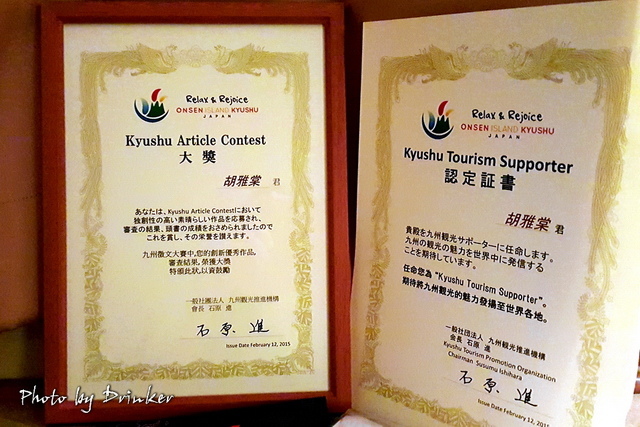 Relax & Rejoice
ONSEN ISLAND KYUSHU
JAPAN
Kyushu Article Contest
大獎
胡雅棠 君
あなたは、Kyushu Article Contestにおいて
独創性の高い素晴らしい作品を応募され、
審査の結果、頭書の成績をおさめられましたので
これを賞し、その栄誉を讃えます。
九州徵文大賽中,您的創新優秀作品,
審查結果,榮獲大獎
特頒此狀,以資鼓勵
一般社團法人 九州觀光推進機構
會長 石原 進
石原 進
Issue Date February 12, 2015
Relax & Rejoice
ONSEN ISLAND KYUSHU
JAPAN
Kyushu Tourism Supporter
認定証書
胡雅棠 君
貴殿を九州観光サポーターに任命します。
九州の観光の魅力を世界中に発信する
ことを期待しています。
任命您為 “Kyushu Tourism Supporter”。
期待將九州觀光的魅力發揚至世界各地。
一般社団法人 九州観光推進機構
会長 石原 進
Kyushu Tourism Promotion Organization
Chairman Susumu Ishihara
石原 進
Issue Date February 12, 2015
Photo by Drinker